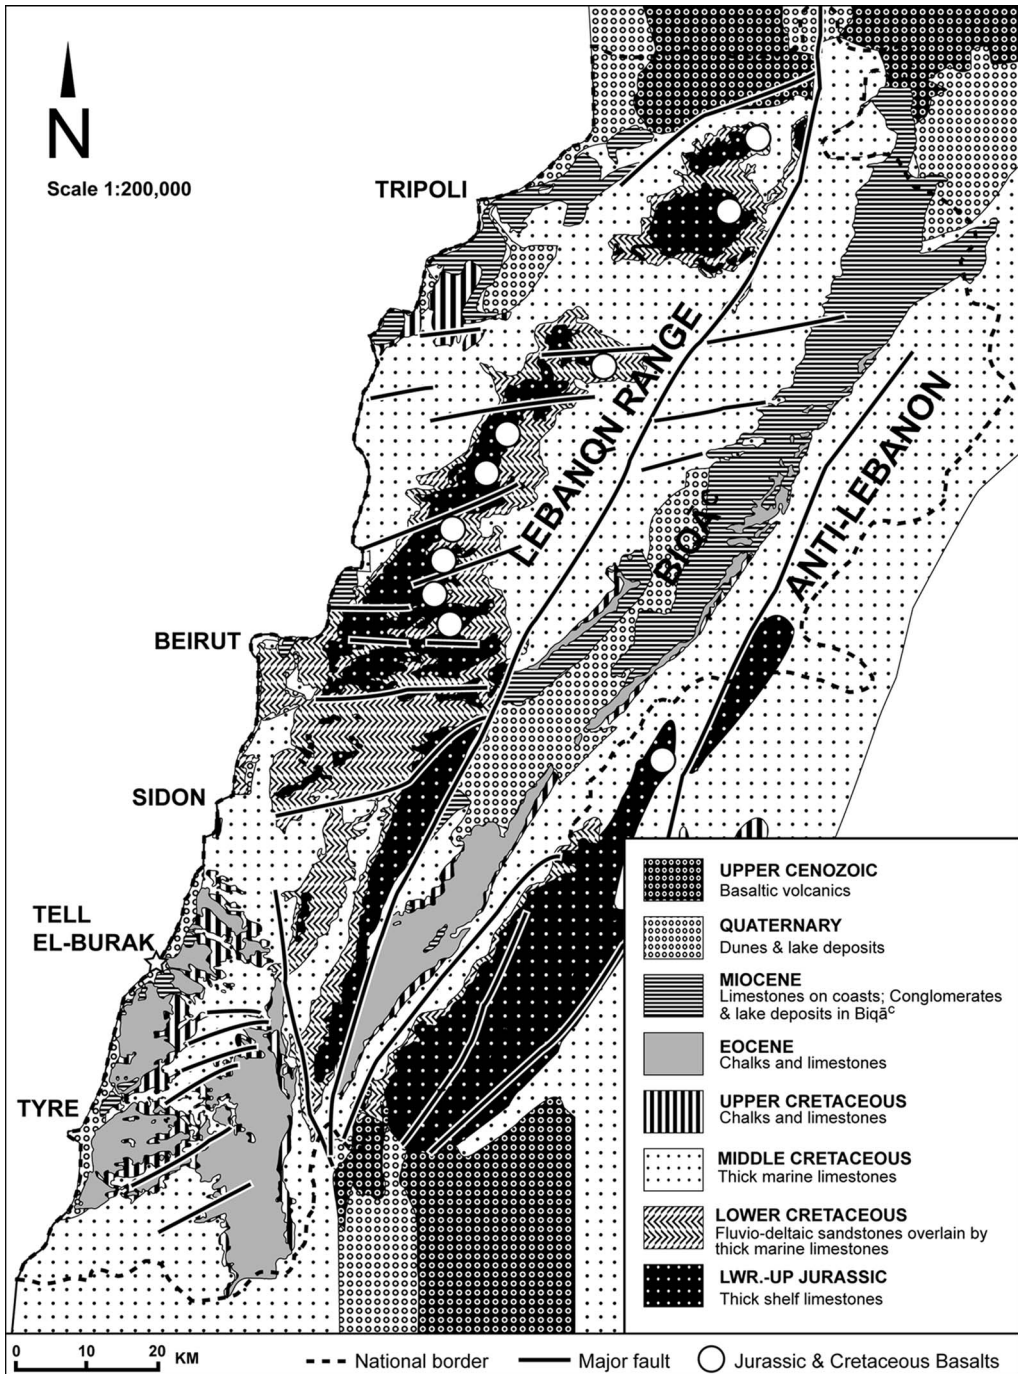 N
Scale 1:200,000
TRIPOLI
LEBANQN RANGE
BIQĀᶜ
ANTI-LEBANON
BEIRUT
SIDON
TELL
EL-BURAK
TYRE
UPPER CENOZOIC
Basaltic volcanics
QUATERNARY
Dunes & lake deposits
MIOCENE
Limestones on coasts; Conglomerates
& lake deposits in Biqāᶜ
EOCENE
Chalks and limestones
UPPER CRETACEOUS
Chalks and limestones
MIDDLE CRETACEOUS
Thick marine limestones
LOWER CRETACEOUS
Fluvio-deltaic sandstones overlain by
thick marine limestones
LWR.-UP JURASSIC
Thick shelf limestones
0 10 20 KM
National border
Major fault
Jurassic & Cretaceous Basalts